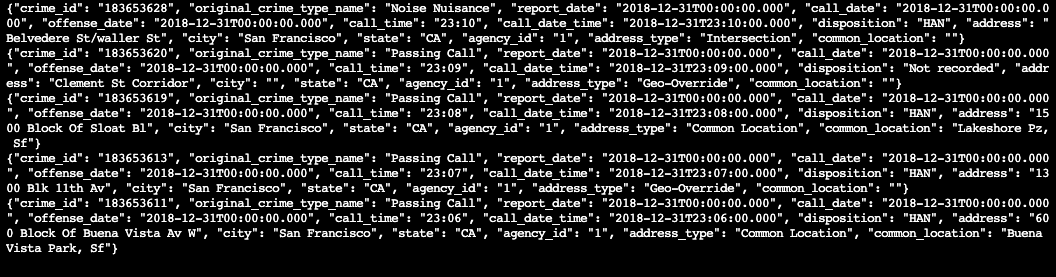 {"crime_id": "183653628", "original_crime_type_name": "Noise Nuisance", "report_date": "2018-12-31T00:00:00.000", "call_date": "2018-12-31T00:00:00.0
00", "offense_date": "2018-12-31T00:00:00.000", "call_time": "23:10", "call_date_time": "2018-12-31T23:10:00.000", "disposition": "HAN", "address": "
Belvedere St/waller St", "city": "San Francisco", "state": "CA", "agency_id": "1", "address_type": "Intersection", "common_location": ""}
{"crime_id": "183653620", "original_crime_type_name": "Passing Call", "report_date": "2018-12-31T00:00:00.000", "call_date": "2018-12-31T00:00:00.000
", "offense_date": "2018-12-31T00:00:00.000", "call_time": "23:09", "call_date_time": "2018-12-31T23:09:00.000", "disposition": "Not recorded", "addr
ess": "Clement St Corridor", "city": "", "state": "CA", "agency_id": "1", "address_type": "Geo-Override", "common_location": ""}
{"crime_id": "183653619", "original_crime_type_name": "Passing Call", "report_date": "2018-12-31T00:00:00.000", "call_date": "2018-12-31T00:00:00.000
", "offense_date": "2018-12-31T00:00:00.000", "call_time": "23:08", "call_date_time": "2018-12-31T23:08:00.000", "disposition": "HAN", "address": "15
00 Block Of Sloat Bl", "city": "San Francisco", "state": "CA", "agency_id": "1", "address_type": "Common Location", "common_location": "Lakeshore Pz,
 Sf"}
{"crime_id": "183653613", "original_crime_type_name": "Passing Call", "report_date": "2018-12-31T00:00:00.000", "call_date": "2018-12-31T00:00:00.000
", "offense_date": "2018-12-31T00:00:00.000", "call_time": "23:07", "call_date_time": "2018-12-31T23:07:00.000", "disposition": "HAN", "address": "13
00 Blk 11th Av", "city": "San Francisco", "state": "CA", "agency_id": "1", "address_type": "Geo-Override", "common_location": ""}
{"crime_id": "183653611", "original_crime_type_name": "Passing Call", "report_date": "2018-12-31T00:00:00.000", "call_date": "2018-12-31T00:00:00.000
", "offense_date": "2018-12-31T00:00:00.000", "call_time": "23:06", "call_date_time": "2018-12-31T23:06:00.000", "disposition": "HAN", "address": "60
0 Block Of Buena Vista Av W", "city": "San Francisco", "state": "CA", "agency_id": "1", "address_type": "Common Location", "common_location": "Buena 
Vista Park, Sf"}